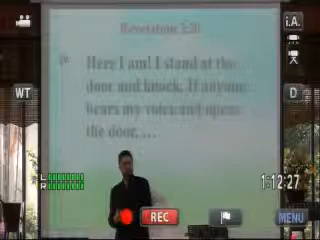 i.A.
Revelation 3:20
Here I am! I stand at the
door and knock. If anyone
hears my voice and opens
the door, ...
WT
D
L
R
1:12:27
REC
MENU